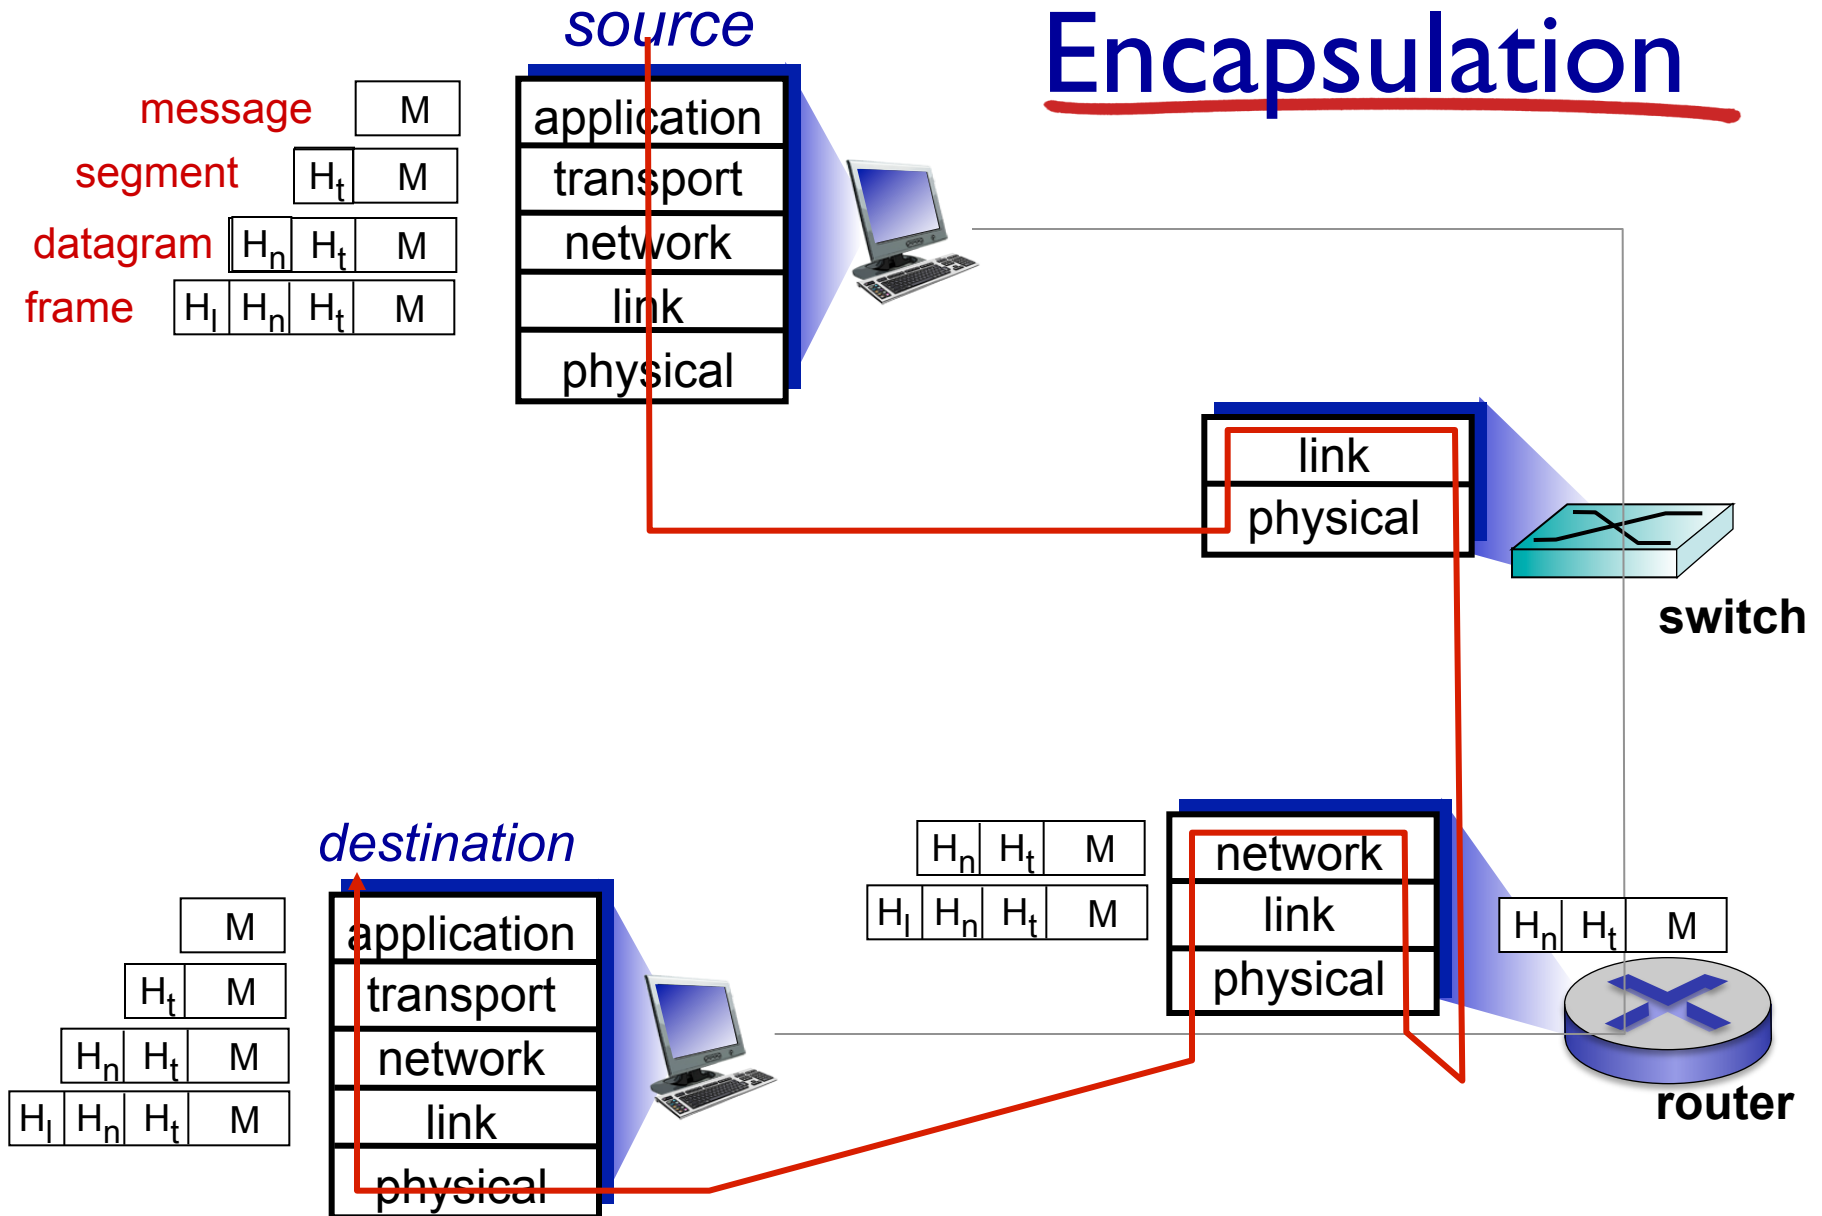 source
Encapsulation
message M
segment Ht M
datagram Hn Ht M
frame Hl Hn Ht M
application
transport
network
link
physical
link
physical
switch
destination
M
Ht M
Hn Ht M
Hl Hn Ht M
application
transport
network
link
physical
Hn Ht M
Hl Hn Ht M
network
link
physical
Hn Ht M
router